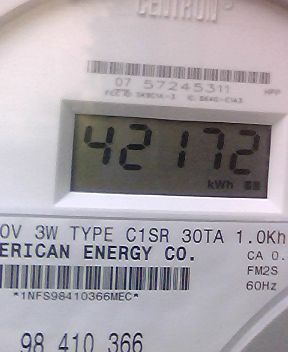 CENTRON
07 57245311
42172
kWh
0V 3W TYPE C1SR 30TA 1.0Kh
ERICAN ENERGY CO.
CA 0.
FM2S
60Hz
*1NFS98410366MEC*
98 410 366